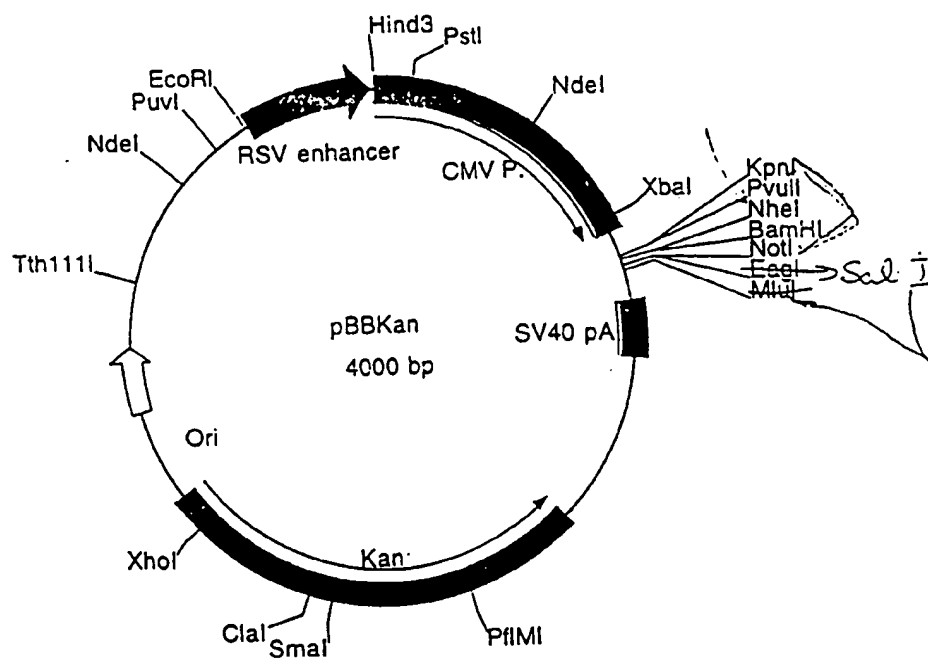 Hind3
PstI
EcoRI
PuvI
NdeI
NdeI
RSV enhancer
CMV P.
XbaI
KpnI
PvuII
NheI
BamHI
NotI
EagI
Sal I
MluI
Tth111I
pBBKan
4000 bp
SV40 pA
Ori
XhoI
Kan
ClaI
SmaI
PflMI